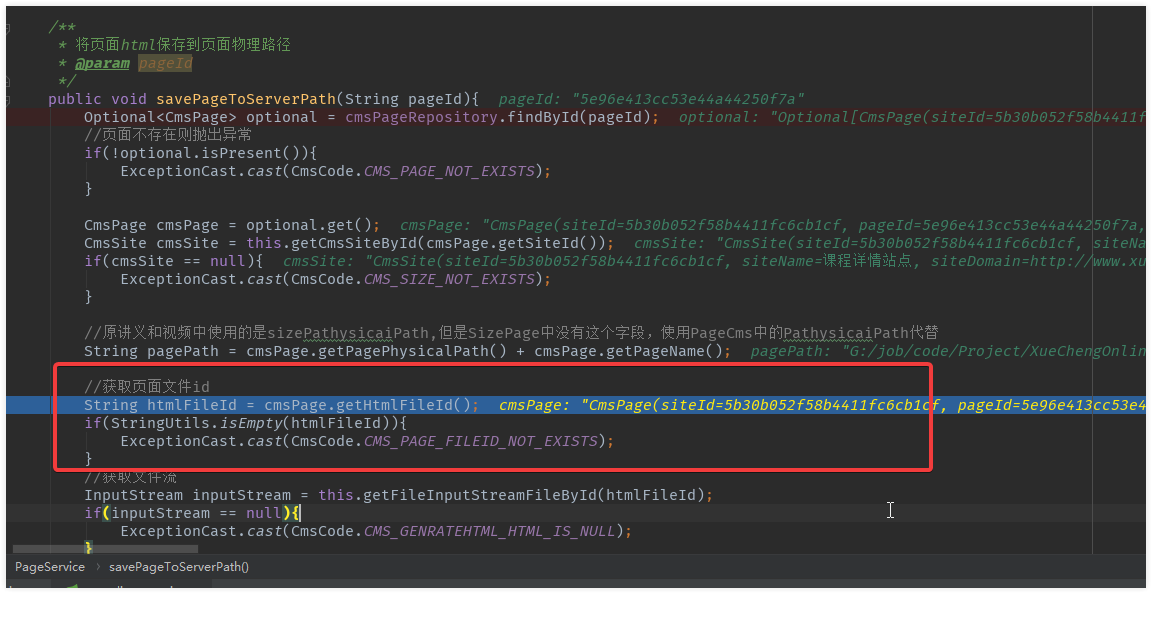 /**
* 将页面html保存到页面物理路径
* @param pageId
*/
public void savePageToServerPath(String pageId){ pageId: "5e96e413cc53e44a44250f7a"
Optional<CmsPage> optional = cmsPageRepository.findById(pageId); optional: "Optional[CmsPage(siteId=5b30b052f58b4411f
//页面不存在则抛出异常
if(!optional.isPresent()){
ExceptionCast.cast(CmsCode.CMS_PAGE_NOT_EXISTS);
}
CmsPage cmsPage = optional.get(); cmsPage: "CmsPage(siteId=5b30b052f58b4411fc6cb1cf, pageId=5e96e413cc53e44a44250f7a,
CmsSite cmsSite = this.getCmsSiteById(cmsPage.getSiteId()); cmsSite: "CmsSite(siteId=5b30b052f58b4411fc6cb1cf, siteNa
if(cmsSite == null){ cmsSite: "CmsSite(siteId=5b30b052f58b4411fc6cb1cf, siteName=课程详情站点, siteDomain=http://www.xu
ExceptionCast.cast(CmsCode.CMS_SIZE_NOT_EXISTS);
}
//原讲义和视频中使用的是sizePathysicaiPath,但是SizePage中没有这个字段，使用PageCms中的PathysicaiPath代替
String pagePath = cmsPage.getPagePhysicalPath() + cmsPage.getPageName(); pagePath: "G:/job/code/Project/XueChengOnlin
//获取页面文件id
String htmlFileId = cmsPage.getHtmlFileId(); cmsPage: "CmsPage(siteId=5b30b052f58b4411fc6cb1cf, pageId=5e96e413cc53e4
if(StringUtils.isEmpty(htmlFileId)){
ExceptionCast.cast(CmsCode.CMS_PAGE_FILEID_NOT_EXISTS);
}
//获取文件流
InputStream inputStream = this.getFileInputStreamFileById(htmlFileId);
if(inputStream == null){
ExceptionCast.cast(CmsCode.CMS_GENRATEHTML_HTML_IS_NULL);
}
PageService › savePageToServerPath()